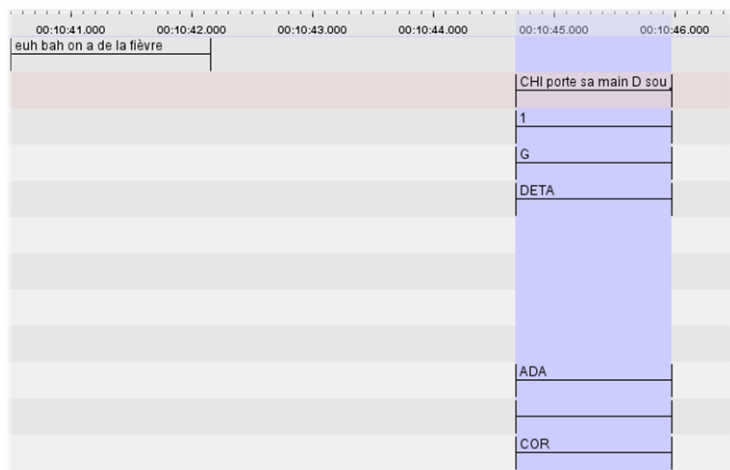 00:10:41.000 00:10:42.000 00:10:43.000 00:10:44.000 00:10:45.000 00:10:46.000
euh bah on a de la fièvre
CHI porte sa main D sou
1
G
DETA
ADA
COR